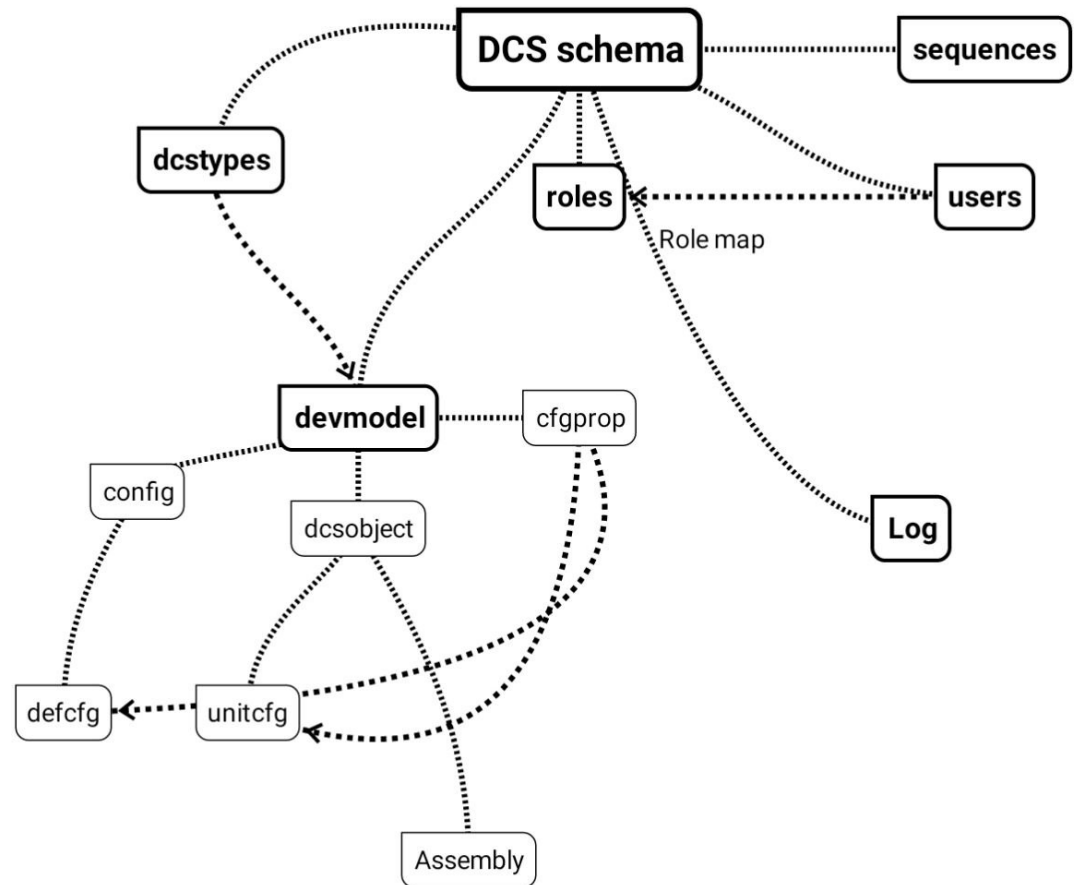 DCS schema
sequences
dcstypes
roles
users
Role map
devmodel
cfgprop
config
dcsobject
Log
defcfg
unitcfg
Assembly